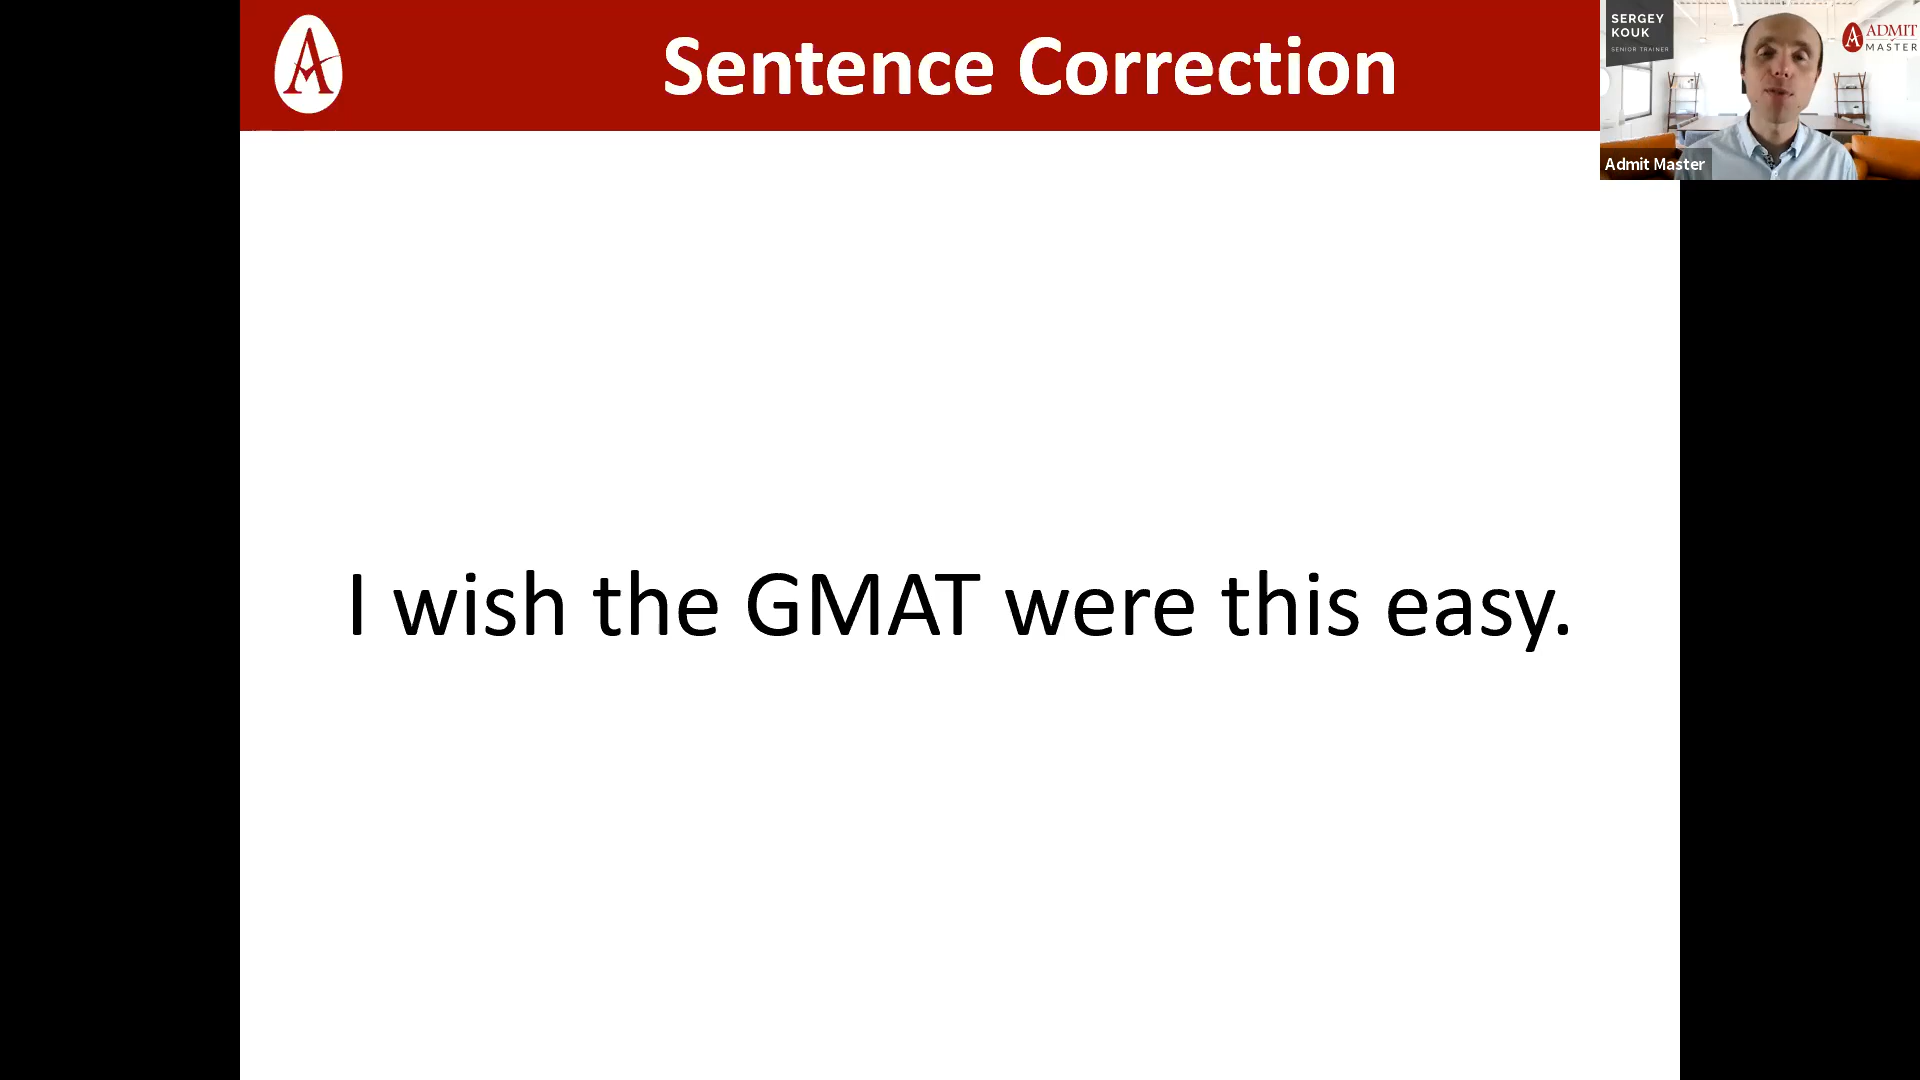 Sentence Correction
SERGEY
KOUK
SENIOR TRAINER
ADMIT
MASTER
Admit Master
I wish the GMAT were this easy.